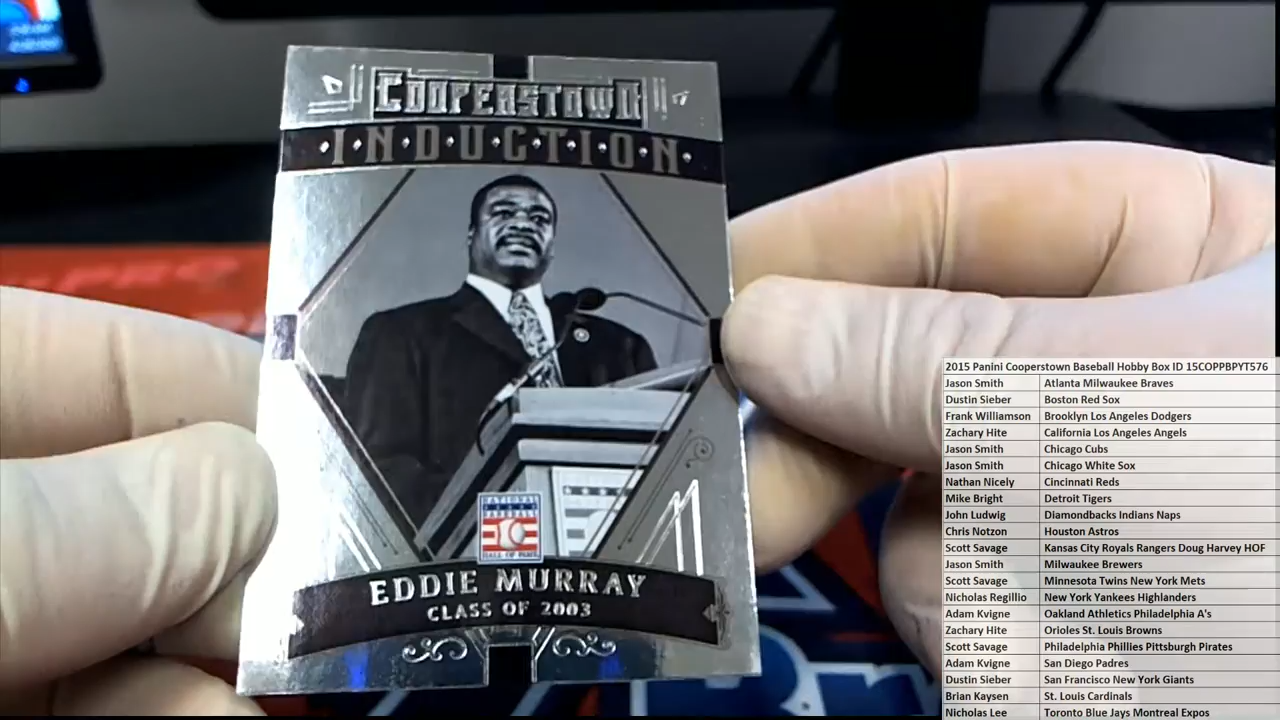 COOPERSTOWN
INDUCTION
NATIONAL
BASEBALL
HALL OF FAME
EDDIE MURRAY
CLASS OF 2003
2015 Panini Cooperstown Baseball Hobby Box ID 15COPPBPYT576
Jason Smith Atlanta Milwaukee Braves
Dustin Sieber Boston Red Sox
Frank Williamson Brooklyn Los Angeles Dodgers
Zachary Hite California Los Angeles Angels
Jason Smith Chicago Cubs
Jason Smith Chicago White Sox
Nathan Nicely Cincinnati Reds
Mike Bright Detroit Tigers
John Ludwig Diamondbacks Indians Naps
Chris Notzon Houston Astros
Scott Savage Kansas City Royals Rangers Doug Harvey HOF
Jason Smith Milwaukee Brewers
Scott Savage Minnesota Twins New York Mets
Nicholas Regillio New York Yankees Highlanders
Adam Kvigne Oakland Athletics Philadelphia A's
Zachary Hite Orioles St. Louis Browns
Scott Savage Philadelphia Phillies Pittsburgh Pirates
Adam Kvigne San Diego Padres
Dustin Sieber San Francisco New York Giants
Brian Kaysen St. Louis Cardinals
Nicholas Lee Toronto Blue Jays Montreal Expos